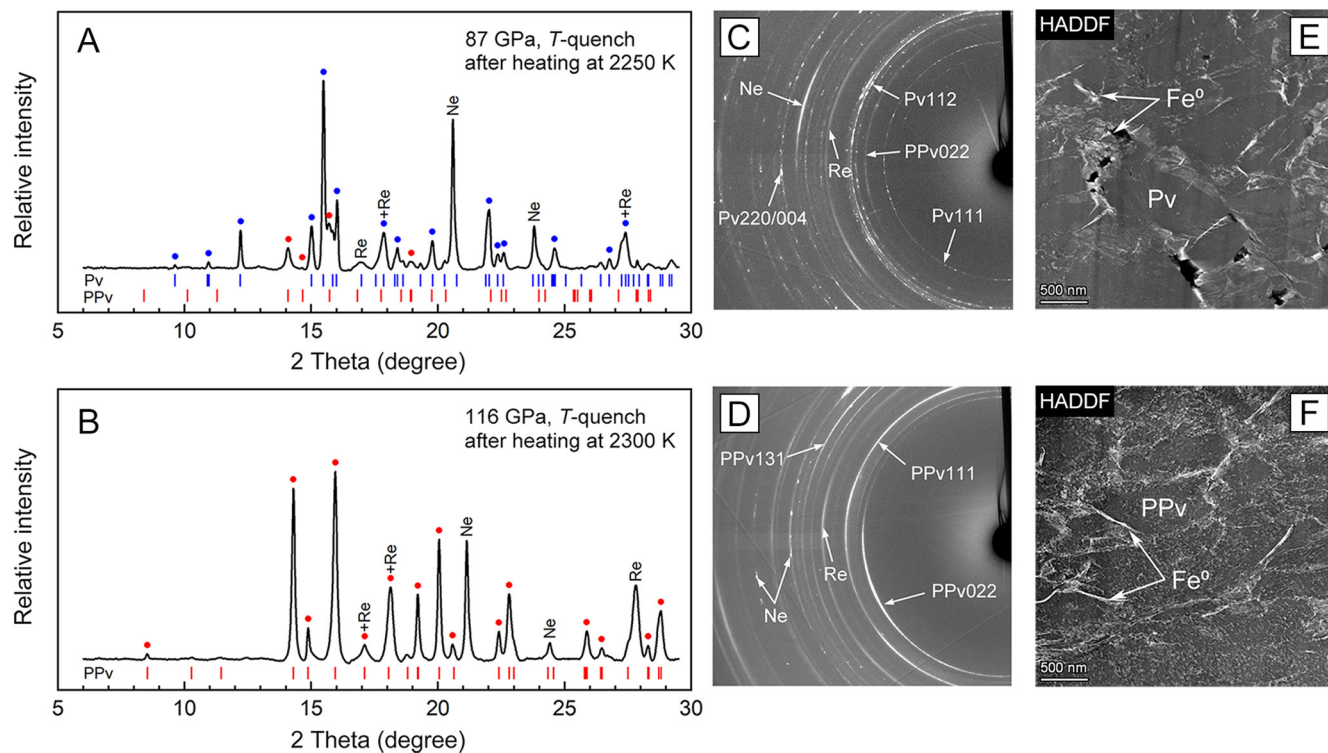 A
87 GPa, T-quench
after heating at 2250 K
Relative intensity
+Re
Re
Ne
Ne
+Re
Pv
PPv
5 10 15 20 25 30
2 Theta (degree)
B
116 GPa, T-quench
after heating at 2300 K
Relative intensity
+Re
+Re
Ne
Ne
Re
PPv
5 10 15 20 25 30
2 Theta (degree)
C
Ne
Pv112
PPv022
Re
Pv220/004
Pv111
D
PPv131
PPv111
Re
Ne
PPv022
HADDF
E
Fe⁰
Pv
500 nm
HADDF
F
PPv
Fe⁰
500 nm